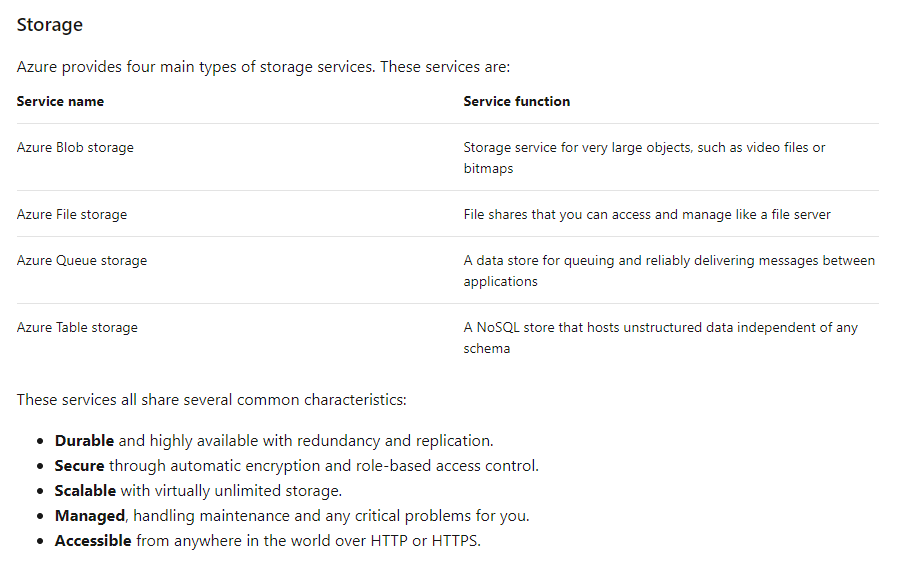 Storage
Azure provides four main types of storage services. These services are:
Service name Service function
Azure Blob storage Storage service for very large objects, such as video files or
bitmaps
Azure File storage File shares that you can access and manage like a file server
Azure Queue storage A data store for queuing and reliably delivering messages between
applications
Azure Table storage A NoSQL store that hosts unstructured data independent of any
schema
These services all share several common characteristics:
• Durable and highly available with redundancy and replication.
• Secure through automatic encryption and role-based access control.
• Scalable with virtually unlimited storage.
• Managed, handling maintenance and any critical problems for you.
• Accessible from anywhere in the world over HTTP or HTTPS.